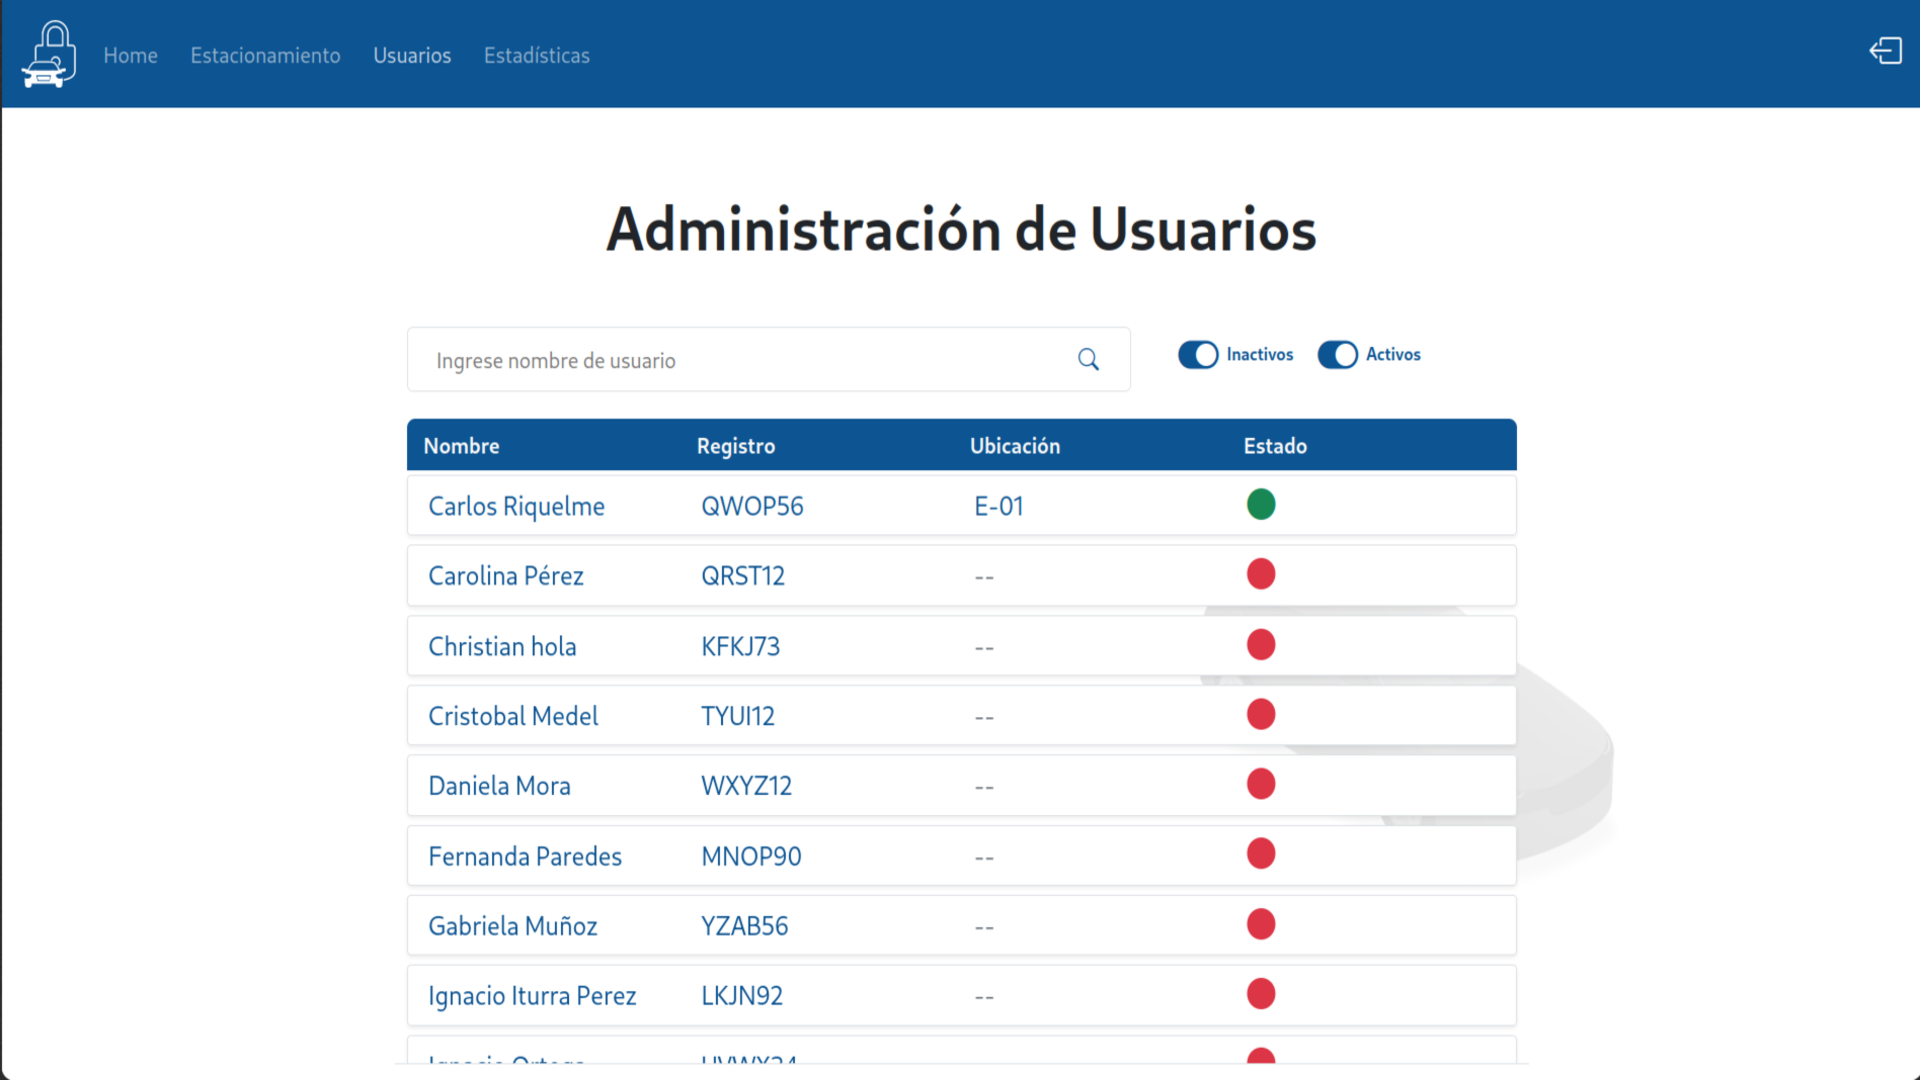 Home Estacionamiento Usuarios Estadísticas
Administración de Usuarios
Ingrese nombre de usuario Inactivos Activos
Nombre Registro Ubicación Estado
Carlos Riquelme QWOP56 E-01
Carolina Pérez QRST12 --
Christian hola KFKJ73 --
Cristobal Medel TYUI12 --
Daniela Mora WXYZ12 --
Fernanda Paredes MNOP90 --
Gabriela Muñoz YZAB56 --
Ignacio Iturra Perez LKJN92 --
Ignacio Ortega